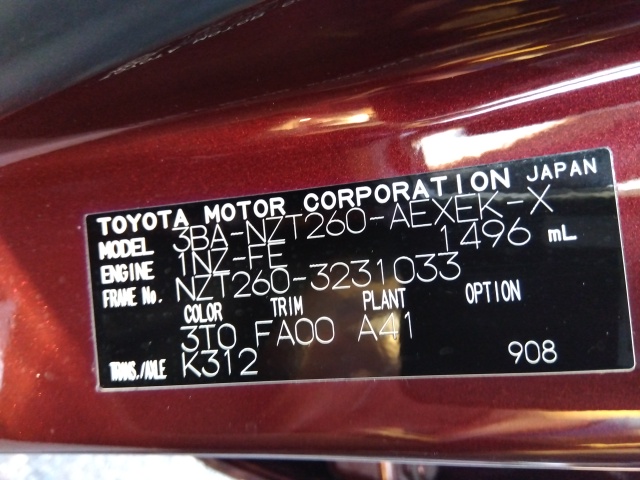 TOYOTA MOTOR CORPORATION JAPAN
MODEL 3BA-NZT260-AEXEK-X
ENGINE 1NZ-FE 1496 mL
FRAME No. NZT260-3231033
COLOR TRIM PLANT OPTION
3T0 FA00 A41
TRANS./AXLE K312 908